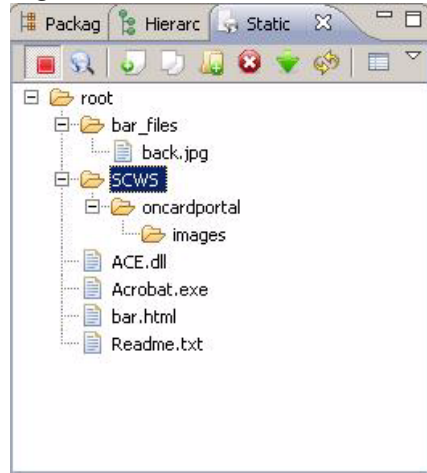 Packag Hierarc Static
root
bar_files
back.jpg
SCWS
oncardportal
images
ACE.dll
Acrobat.exe
bar.html
Readme.txt